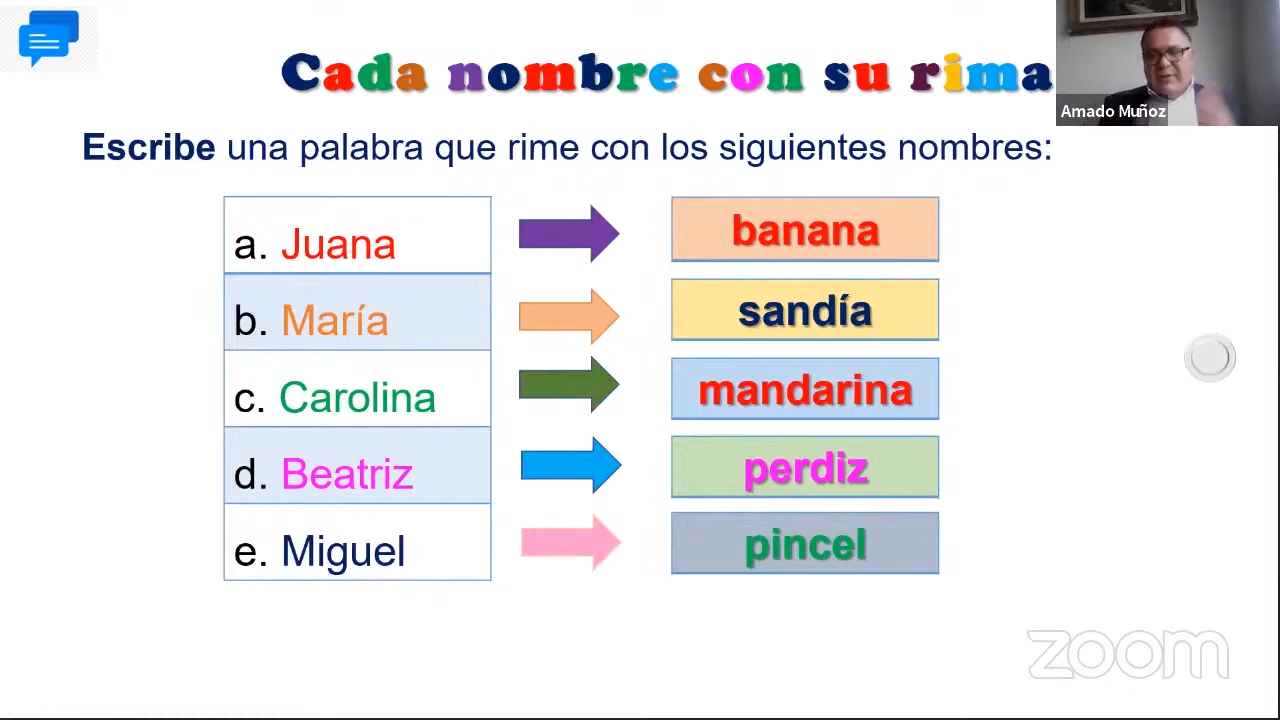 Cada nombre con su rima
Amado Muñoz
Escribe una palabra que rime con los siguientes nombres:
a. Juana banana
b. María sandía
c. Carolina mandarina
d. Beatriz perdiz
e. Miguel pincel
zoom